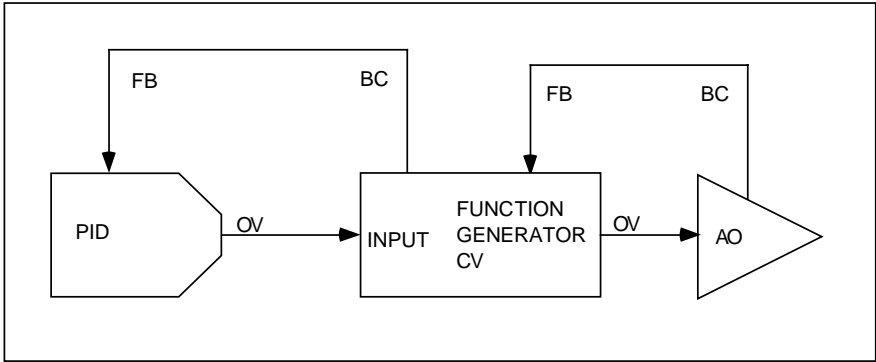 FB
BC
FB
BC
PID
OV
INPUT
FUNCTION
GENERATOR
CV
OV
AO